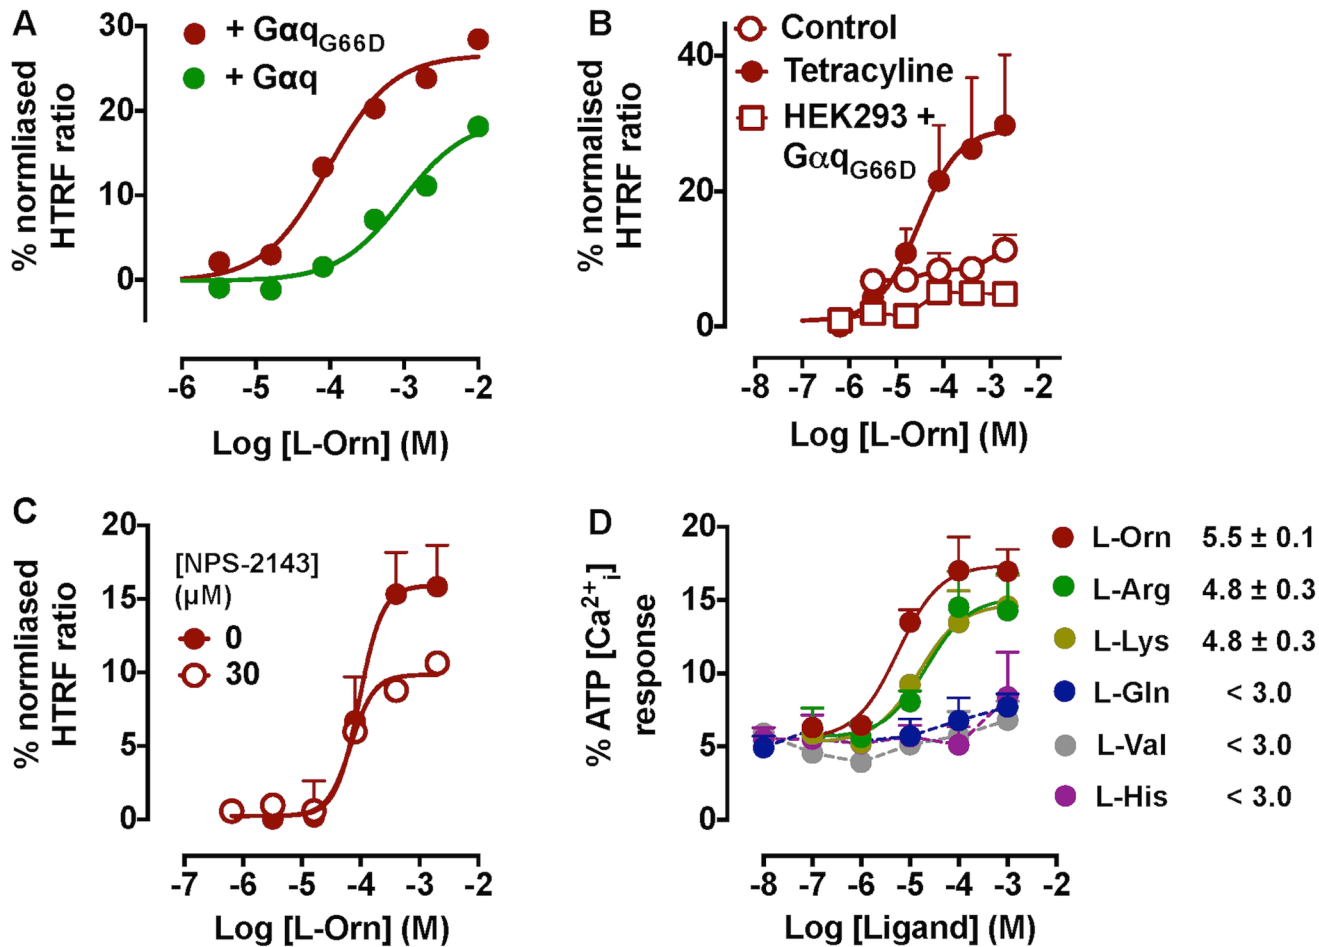 A
% normliased
HTRF ratio
30
20
10
0
+ GαqG66D
+ Gαq
-6 -5 -4 -3 -2
Log [L-Orn] (M)
B
% normalised
HTRF ratio
40
20
0
Control
Tetracyline
HEK293 +
GαqG66D
-8 -7 -6 -5 -4 -3 -2
Log [L-Orn] (M)
C
% normliased
HTRF ratio
20
15
10
5
0
[NPS-2143]
(µM)
0
30
-7 -6 -5 -4 -3 -2
Log [L-Orn] (M)
D
% ATP [Ca2+i]
response
20
15
10
5
0
L-Orn 5.5 ± 0.1
L-Arg 4.8 ± 0.3
L-Lys 4.8 ± 0.3
L-Gln < 3.0
L-Val < 3.0
L-His < 3.0
-8 -7 -6 -5 -4 -3 -2
Log [Ligand] (M)